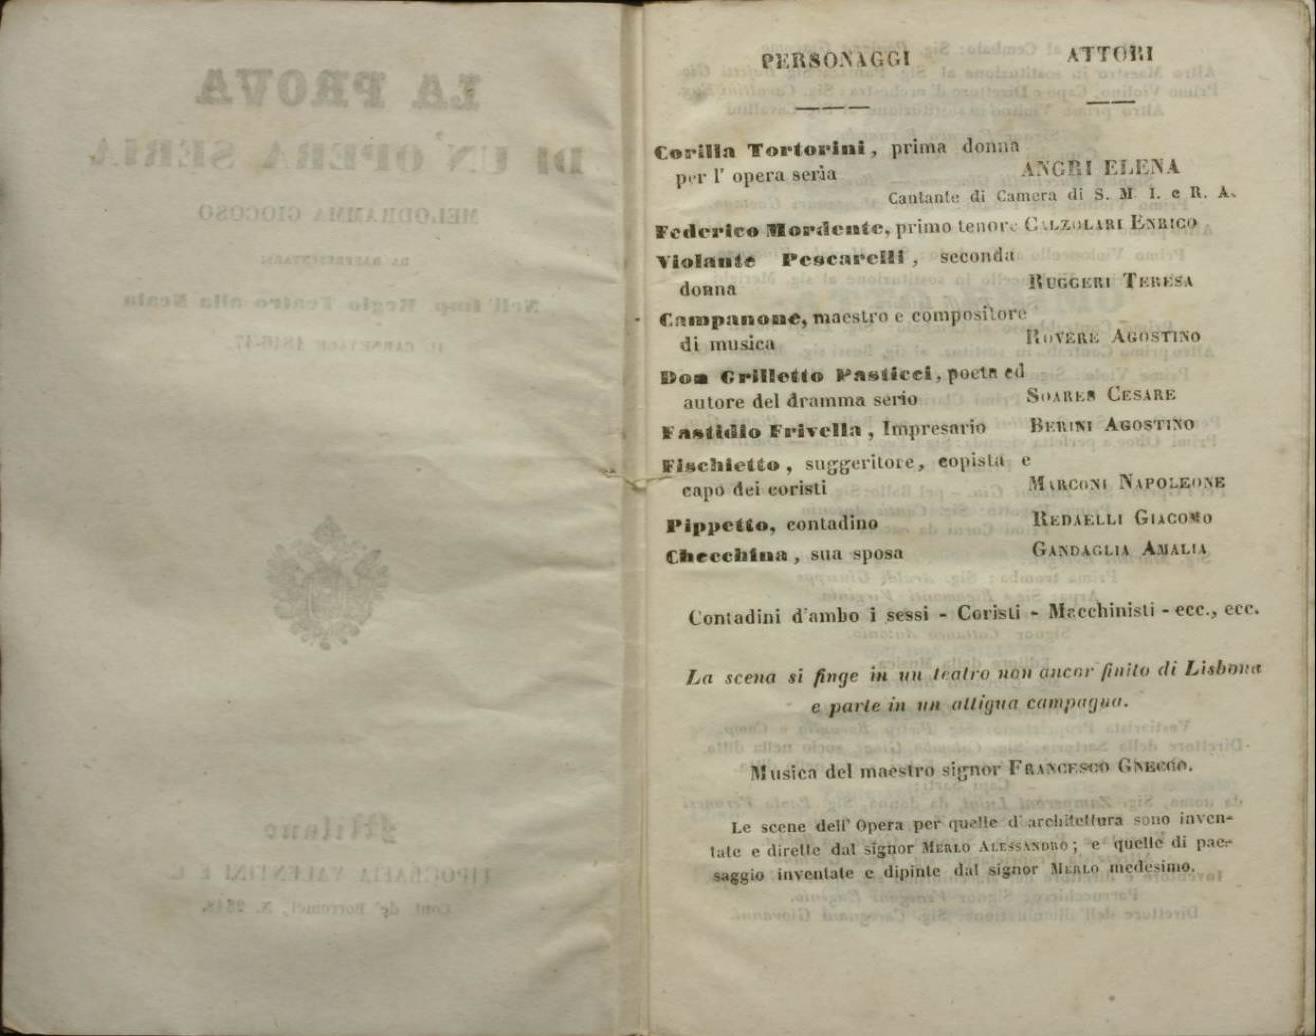 PERSONAGGI
ATTORI
Corilla Tortorini, prima donna
per l' opera seria
ANGRI ELENA
Cantante di Camera di S. M. I. e R. A.
Federico Mordente, primo tenore CALZOLARI ENRICO
Violante Pescarelli, seconda
donna
RUGGERI TERESA
Campanone, maestro e compositore
di musica
ROVERE AGOSTINO
Don Grilletto Pasticci, poeta ed
autore del dramma serio
SOARES CESARE
Fastidio Frivella, Impresario
BERINI AGOSTINO
Fischietto, suggeritore, copista e
capo dei coristi
MARCONI NAPOLEONE
Pippetto, contadino
REDAELLI GIACOMO
Checchina, sua sposa
GANDAGLIA AMALIA
Contadini d'ambo i sessi - Coristi - Macchinisti - ecc., ecc.
La scena si finge in un teatro non ancor finito di Lisbona
e parte in un attigua campagna.
Musica del maestro signor FRANCESCO GNECCO.
Le scene dell' Opera per quelle d' architettura sono inven-
tate e dirette dal signor MERLO ALESSANDRO; e quelle di pae-
saggio inventate e dipinte dal signor MERLO medesimo.